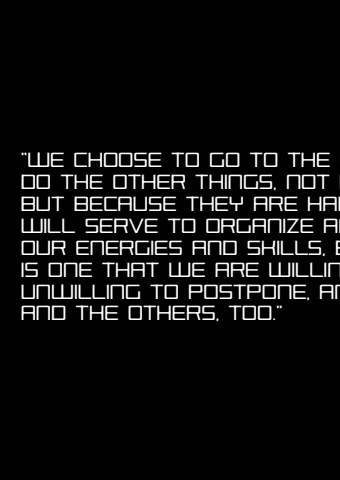 "WE CHOOSE TO GO TO THE
DO THE OTHER THINGS, NOT
BUT BECAUSE THEY ARE
WILL SERVE TO ORGANIZE
OUR ENERGIES AND SKILLS,
IS ONE THAT WE ARE
UNWILLING TO POSTPONE,
AND THE OTHERS, TOO."